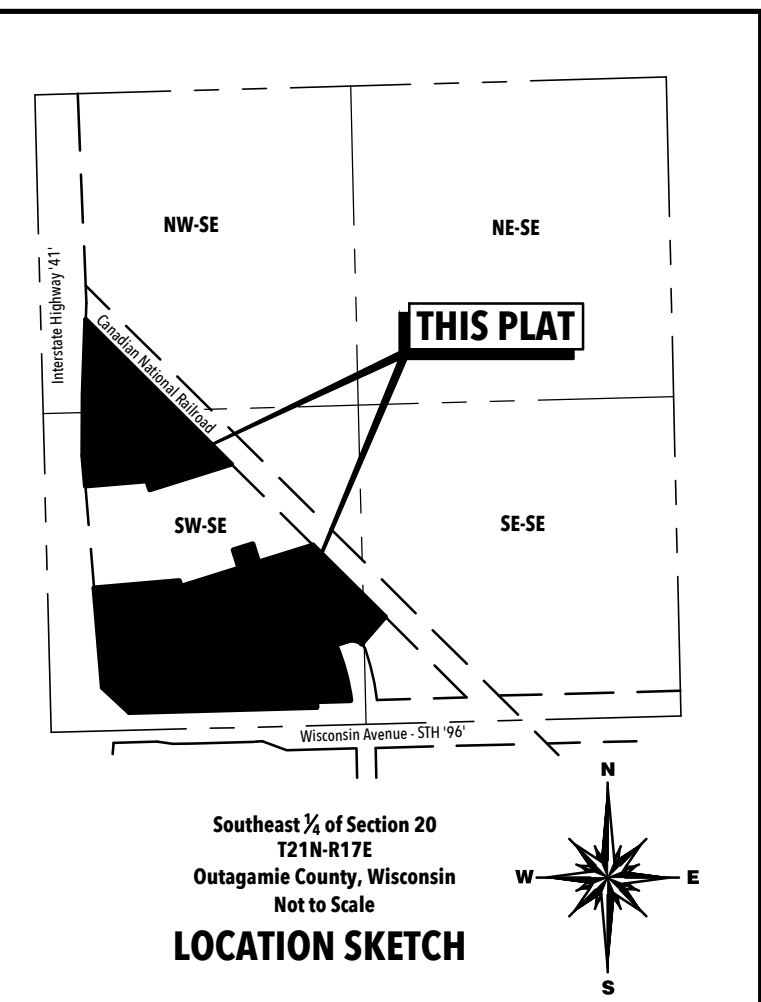 NW-SE
NE-SE
Interstate Highway '41'
THIS PLAT
Canadian National Railroad
SW-SE
SE-SE
Wisconsin Avenue - STH '96'
Southeast ¼ of Section 20
T21N-R17E
Outagamie County, Wisconsin
Not to Scale
LOCATION SKETCH
N
W
E
S